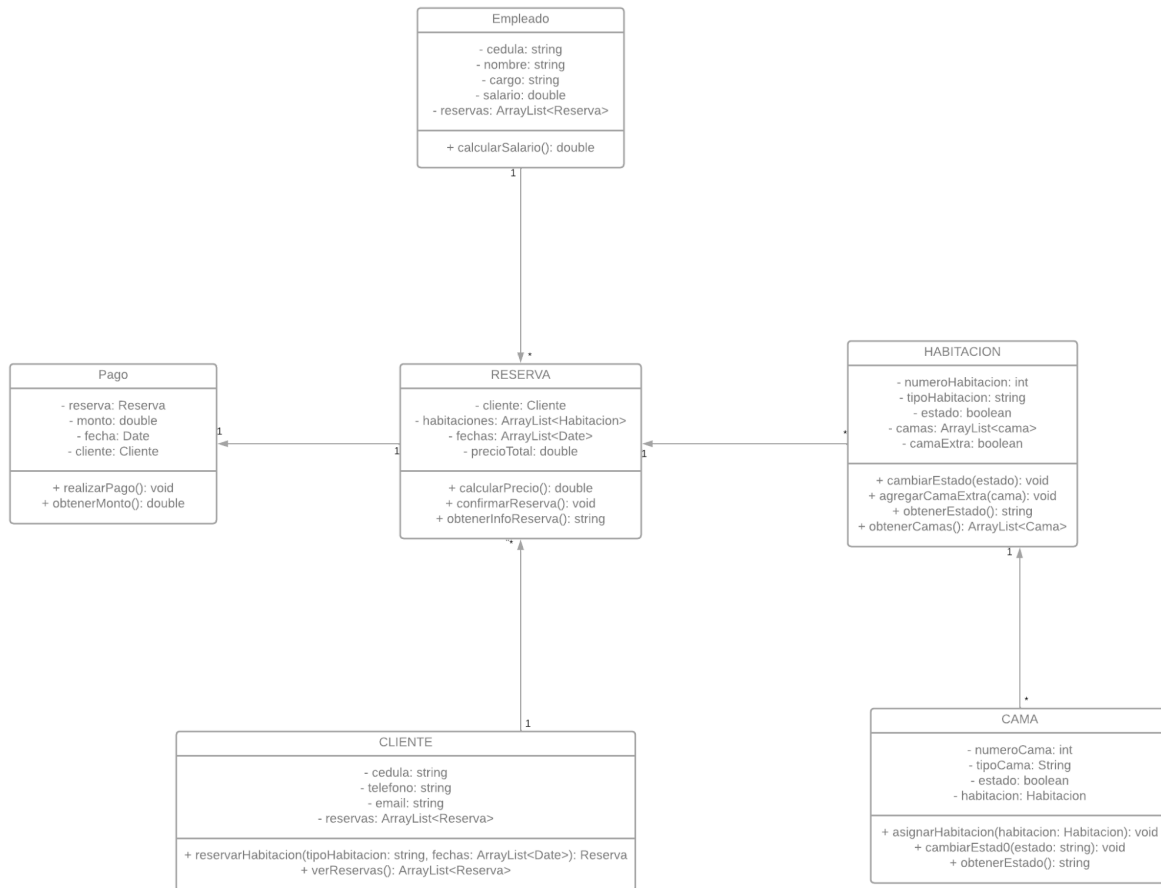 Empleado
- cedula: string
- nombre: string
- cargo: string
- salario: double
- reservas: ArrayList<Reserva>
+ calcularSalario(): double
1
*
Pago
- reserva: Reserva
- monto: double
- fecha: Date
- cliente: Cliente
+ realizarPago(): void
+ obtenerMonto(): double
1
1
RESERVA
- cliente: Cliente
- habitaciones: ArrayList<Habitacion>
- fechas: ArrayList<Date>
- precioTotal: double
+ calcularPrecio(): double
+ confirmarReserva(): void
+ obtenerInfoReserva(): string
1
*
HABITACION
- numeroHabitacion: int
- tipoHabitacion: string
- estado: boolean
- camas: ArrayList<cama>
- camaExtra: boolean
+ cambiarEstado(estado): void
+ agregarCamaExtra(cama): void
+ obtenerEstado(): string
+ obtenerCamas(): ArrayList<Cama>
*
1
1
*
CLIENTE
- cedula: string
- telefono: string
- email: string
- reservas: ArrayList<Reserva>
+ reservarHabitacion(tipoHabitacion: string, fechas: ArrayList<Date>): Reserva
+ verReservas(): ArrayList<Reserva>
CAMA
- numeroCama: int
- tipoCama: String
- estado: boolean
- habitacion: Habitacion
+ asignarHabitacion(habitacion: Habitacion): void
+ cambiarEstad0(estado: string): void
+ obtenerEstado(): string